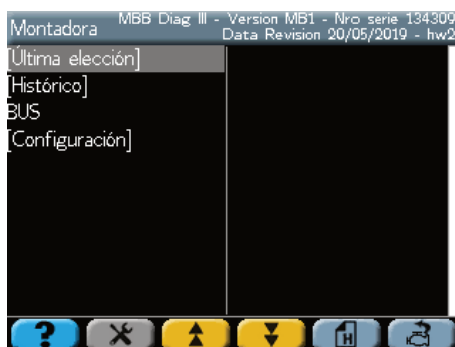 Montadora
MBB Diag III - Version MB1 - Nro serie 134309
Data Revision 20/05/2019 - hw2
[Última elección]
[Histórico]
BUS
[Configuración]
?
H